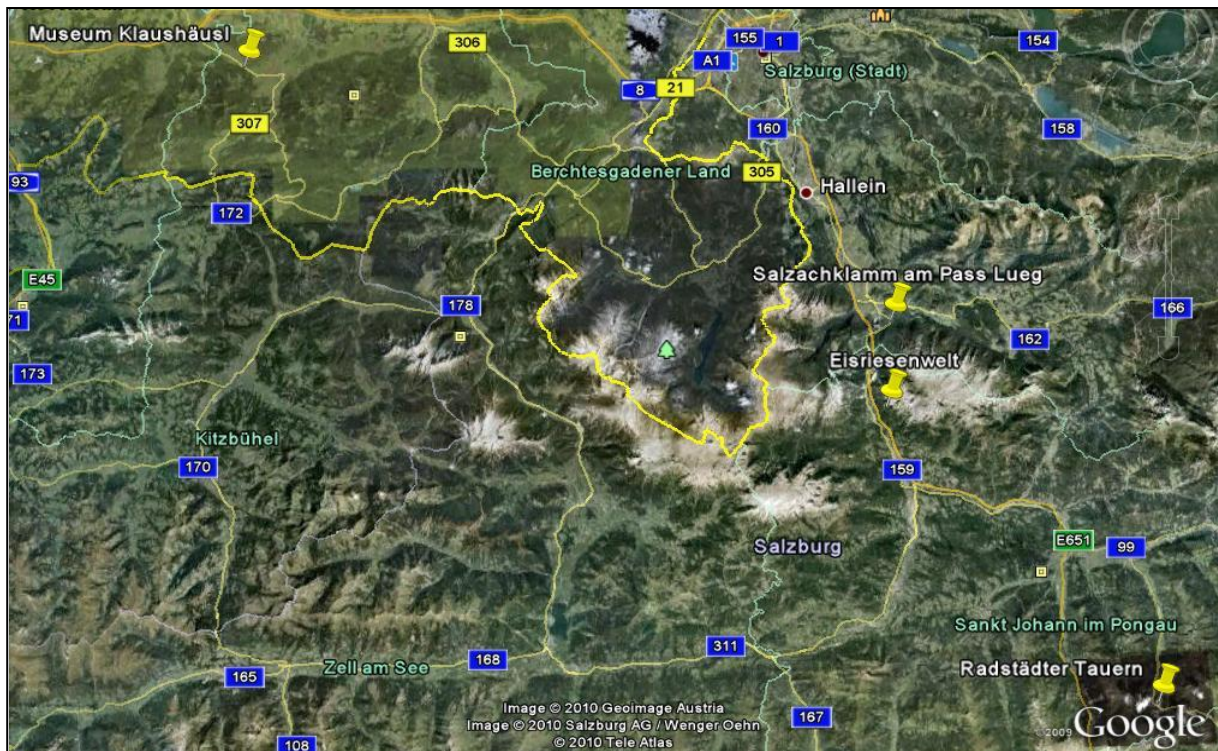 Museum Klaushäusl
306
155
1
154
A1
Salzburg (Stadt)
8
21
307
160
158
Berchtesgadener Land
305
93
172
Hallein
E45
Salzachklamm am Pass Lueg
178
166
71
162
173
Eisriesenwelt
Kitzbühel
170
159
Salzburg
E651
99
Sankt Johann im Pongau
311
Zell am See
168
165
Radstädter Tauern
Image © 2010 Geoimage Austria
Image © 2010 Salzburg AG / Wenger Oehn
© 2010 Tele Atlas
167
108
© 2009 Google